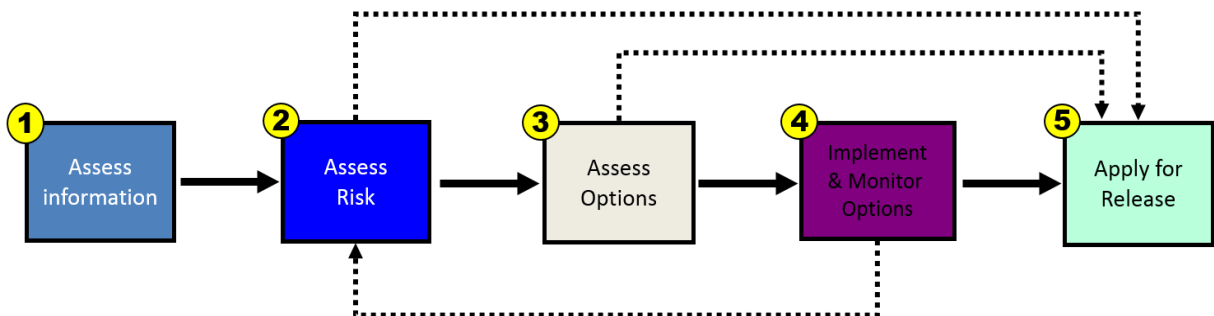 1
Assess
information
2
Assess
Risk
3
Assess
Options
4
Implement
& Monitor
Options
5
Apply for
Release